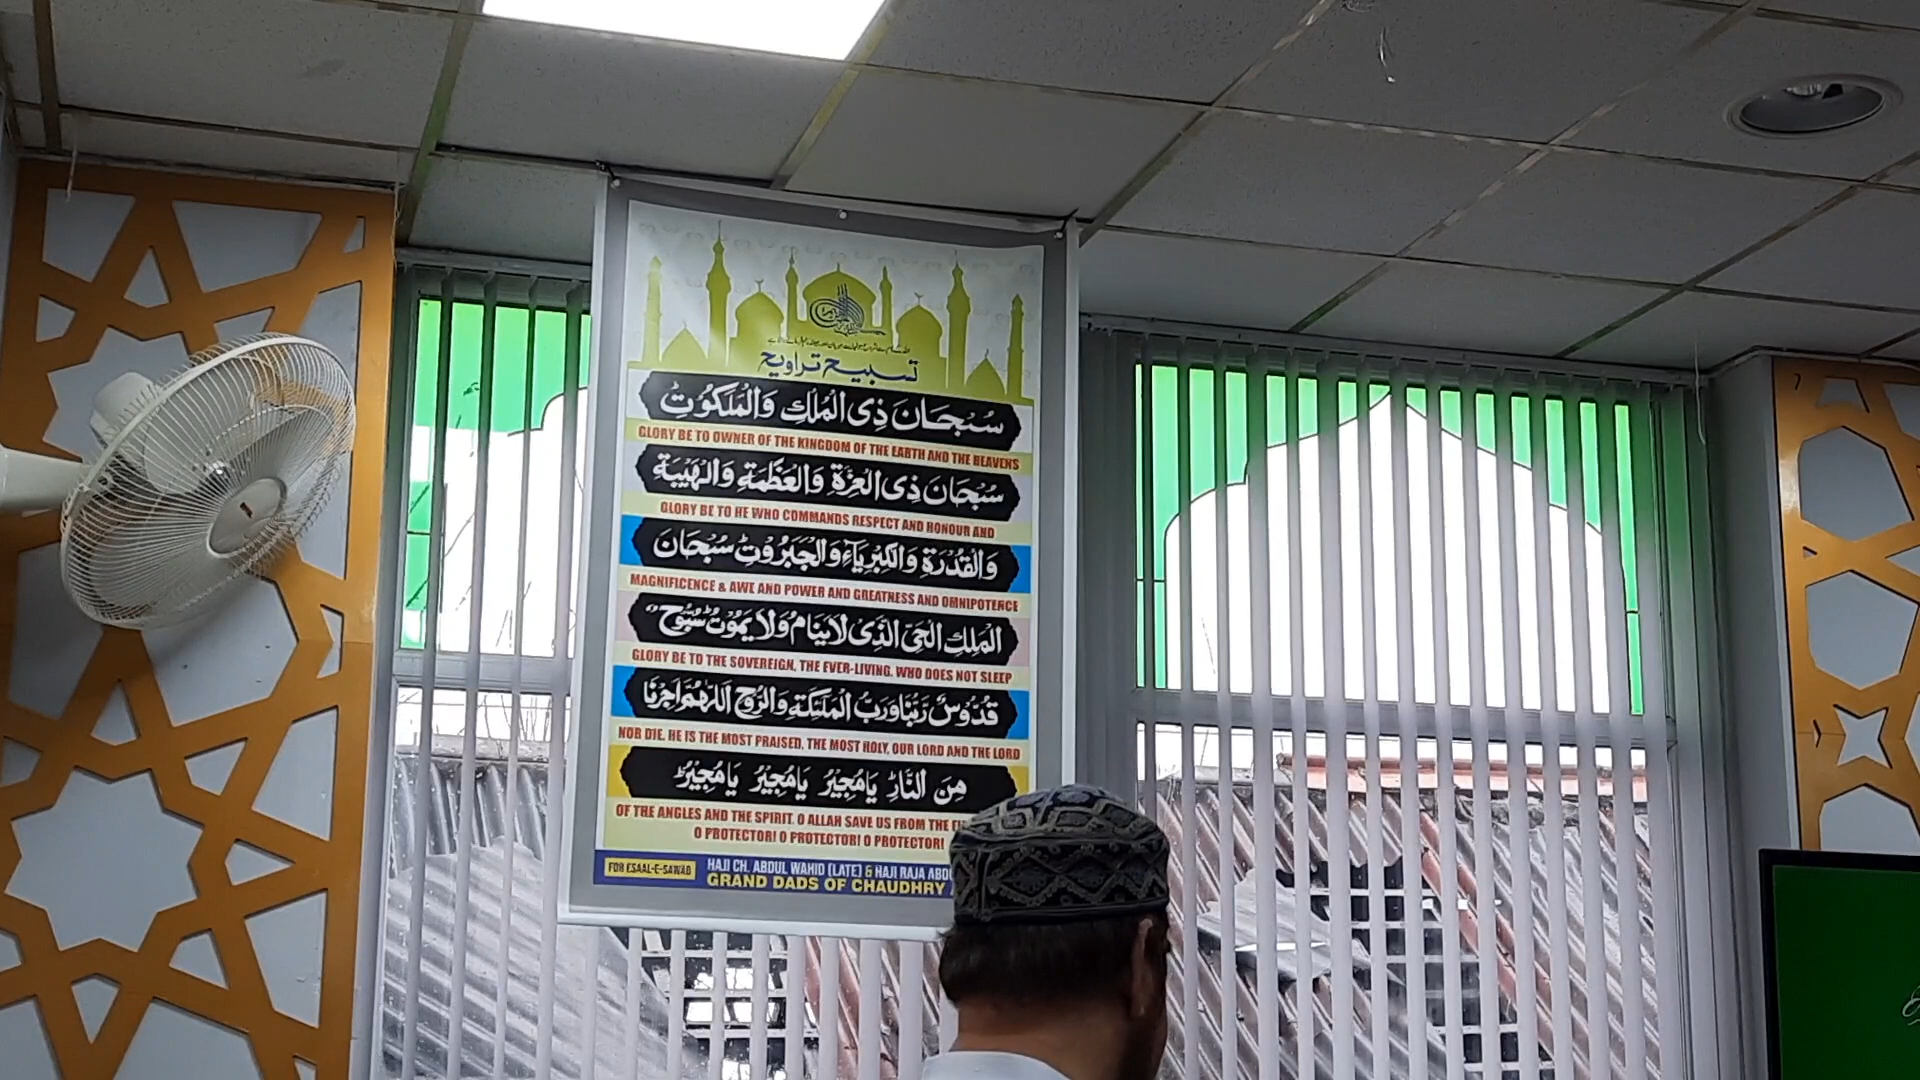 تسبیح تراویح
سُبْحَانَ ذِی الْمُلْكِ وَالْمَلَكُوْتِ
GLORY BE TO OWNER OF THE KINGDOM OF THE EARTH AND THE HEAVENS
سُبْحَانَ ذِی الْعِزَّةِ وَالْعَظَمَةِ وَالْهَيْبَةِ
GLORY BE TO HE WHO COMMANDS RESPECT AND HONOUR AND
وَالْقُدْرَةِ وَالْكِبْرِيَآءِ وَالْجَبَرُوْتِ سُبْحَانَ
MAGNIFICENCE & AWE AND POWER AND GREATNESS AND OMNIPOTENCE
الْمَلِكِ الْحَیِّ الَّذِی لَا يَنَامُ وَلَا يَمُوْتُ سُبُّوْحٌ
GLORY BE TO THE SOVEREIGN, THE EVER-LIVING. WHO DOES NOT SLEEP
قُدُّوْسٌ رَبُّنَا وَرَبُّ الْمَلٰئِكَةِ وَالرُّوْحِ اَللّٰهُمَّ اَجِرْنَا
NOR DIE. HE IS THE MOST PRAISED, THE MOST HOLY, OUR LORD AND THE LORD
مِنَ النَّارِ يَا مُجِيْرُ يَا مُجِيْرُ يَا مُجِيْرُ
OF THE ANGLES AND THE SPIRIT. O ALLAH SAVE US FROM THE
O PROTECTOR! O PROTECTOR! O PROTECTOR!
FOR ESAAL-E-SAWAB HAJI CH. ABDUL WAHID (LATE) & HAJI RAJA
GRAND DADS OF CHAUDHRY